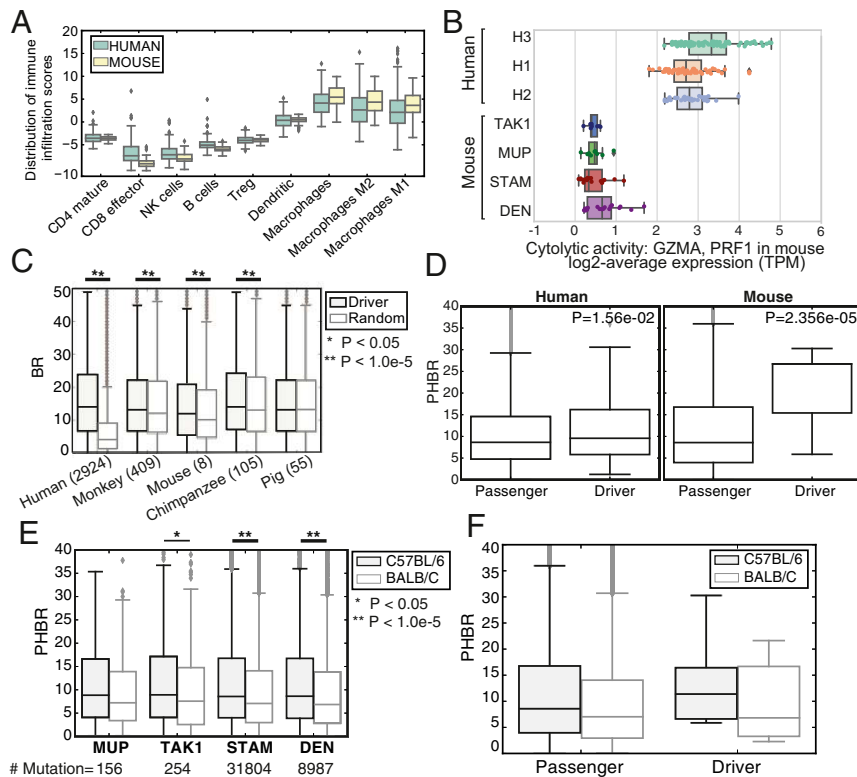 A
Distribution of immune
infiltration scores
20
15
10
5
0
−5
−10
HUMAN
MOUSE
CD4 mature
CD8 effector
NK cells
B cells
Treg
Dendritic
Macrophages
Macrophages M2
Macrophages M1
B
Human
Mouse
H3
H1
H2
TAK1
MUP
STAM
DEN
−1 0 1 2 3 4 5 6
Cytolytic activity: GZMA, PRF1 in mouse
log2-average expression (TPM)
C
** ** ** **
BR
50
40
30
20
10
0
Driver
Random
* P < 0.05
** P < 1.0e-5
Human (2924)
Monkey (409)
Mouse (8)
Chimpanzee (105)
Pig (55)
D
Human
Mouse
P=1.56e-02
P=2.356e-05
PHBR
40
35
30
25
20
15
10
5
0
Passenger Driver Passenger Driver
E
* ** **
PHBR
40
35
30
25
20
15
10
5
0
C57BL/6
BALB/C
* P < 0.05
** P < 1.0e-5
MUP TAK1 STAM DEN
# Mutation= 156 254 31804 8987
F
PHBR
40
35
30
25
20
15
10
5
0
C57BL/6
BALB/C
Passenger Driver